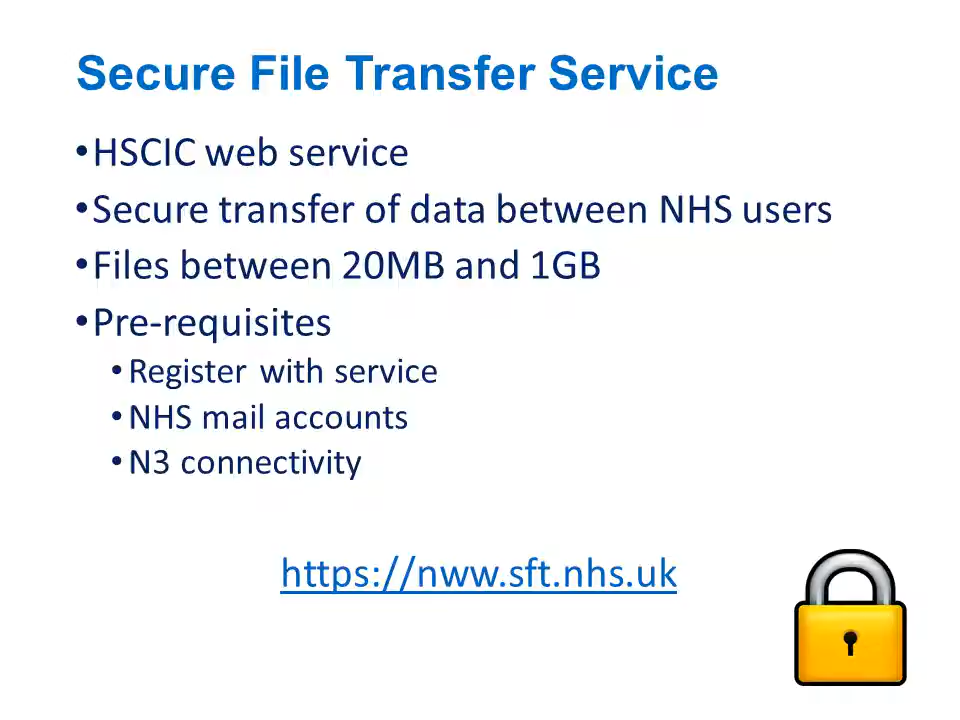 Secure File Transfer Service
•HSCIC web service
•Secure transfer of data between NHS users
•Files between 20MB and 1GB
•Pre-requisites
•Register with service
•NHS mail accounts
•N3 connectivity
https://nww.sft.nhs.uk